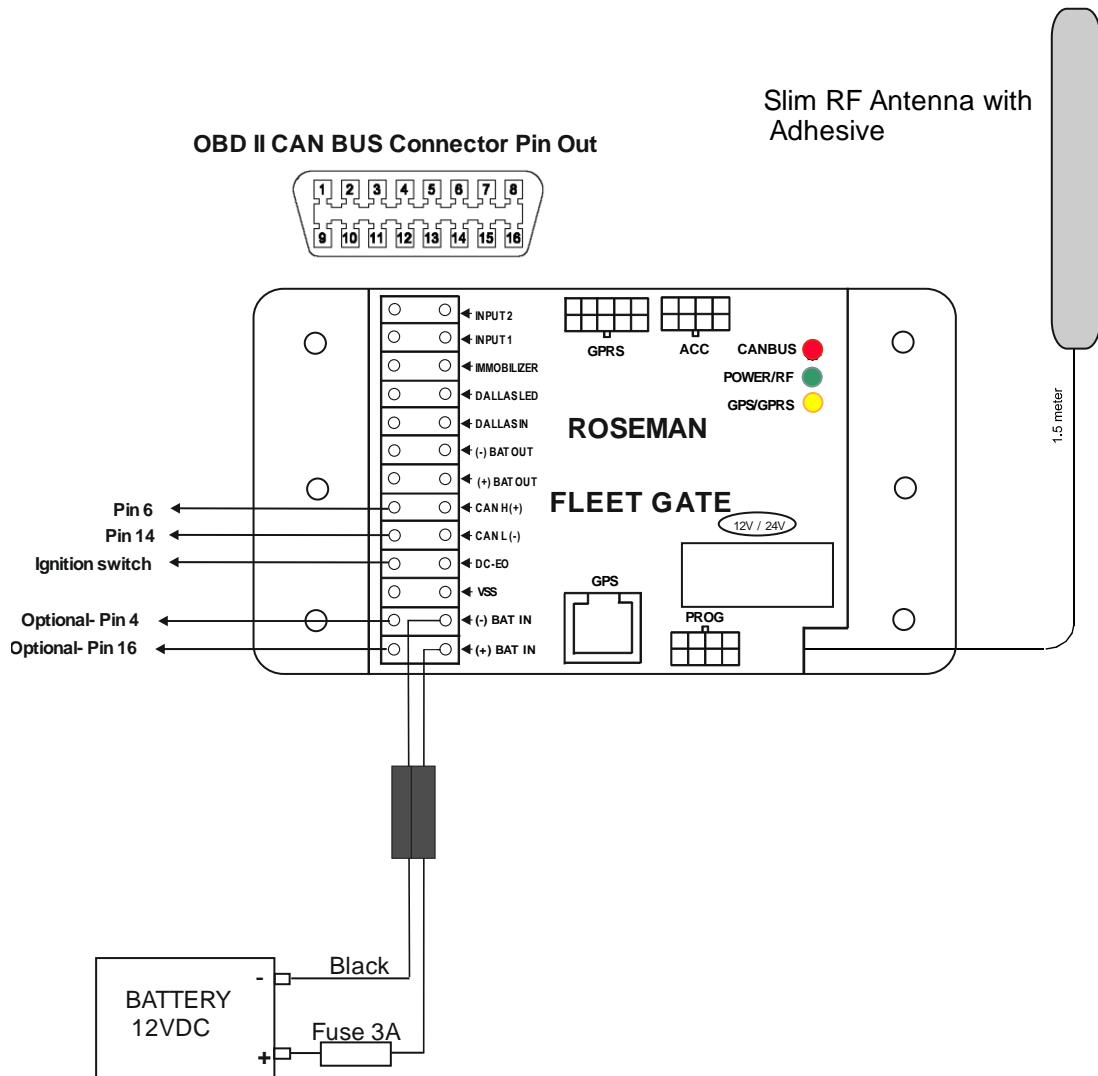 Slim RF Antenna with
Adhesive
OBD II CAN BUS Connector Pin Out
1 2 3 4 5 6 7 8
9 10 11 12 13 14 15 16
INPUT 2
INPUT 1
IMMOBILIZER
DALLAS LED
DALLAS IN
(-) BAT OUT
(+) BAT OUT
CAN H (+)
CAN L (-)
DC-EO
VSS
(-) BAT IN
(+) BAT IN
GPRS
ACC
CANBUS
POWER/RF
GPS/GPRS
ROSEMAN
FLEET GATE
12V / 24V
GPS
PROG
1.5 meter
Pin 6
Pin 14
Ignition switch
Optional- Pin 4
Optional- Pin 16
Black
-
BATTERY
12VDC
Fuse 3A
+